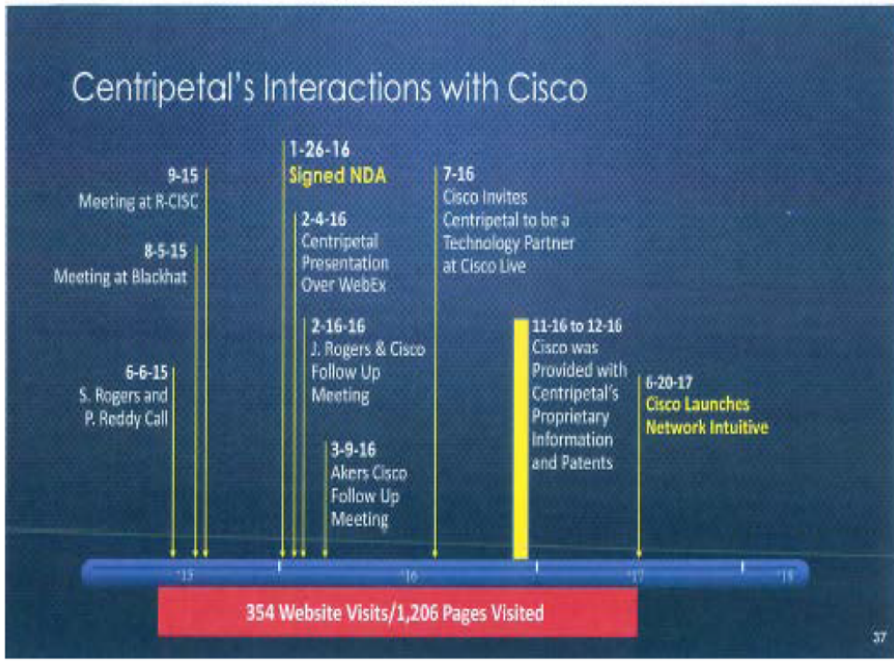 Centripetal's Interactions with Cisco
1-26-16
Signed NDA
9-15
Meeting at R-CISC
7-16
Cisco Invites
Centripetal to be a
Technology Partner
at Cisco Live
2-4-16
Centripetal
Presentation
Over WebEx
8-5-15
Meeting at Blackhat
2-16-16
J. Rogers & Cisco
Follow Up
Meeting
11-16 to 12-16
Cisco was
Provided with
Centripetal's
Proprietary
Information
and Patents
6-6-15
S. Rogers and
P. Reddy Call
6-20-17
Cisco Launches
Network Intuitive
3-9-16
Akers Cisco
Follow Up
Meeting
'15 '16 '17
354 Website Visits/1,206 Pages Visited
37